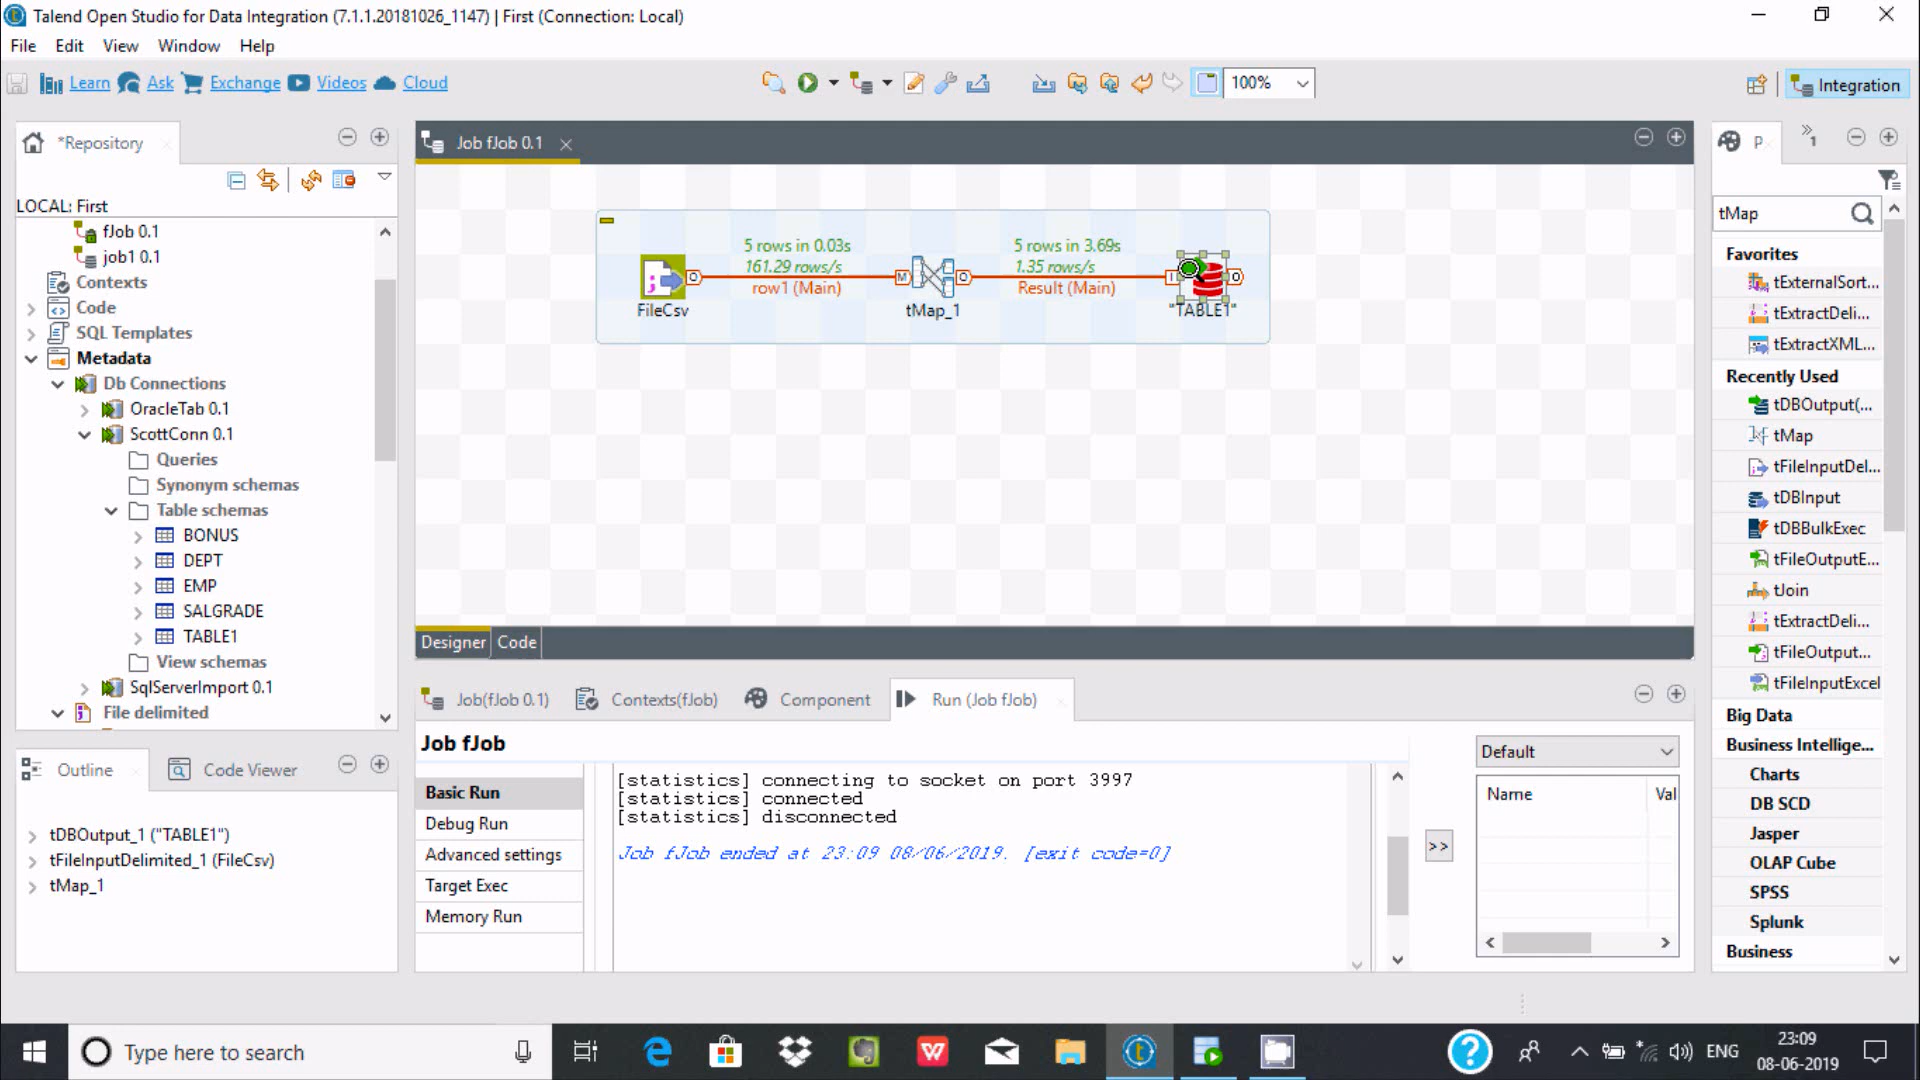 Talend Open Studio for Data Integration (7.1.1.20181026_1147) | First (Connection: Local)
File Edit View Window Help
Learn Ask Exchange Videos Cloud
100%
Integration
*Repository
LOCAL: First
fJob 0.1
job1 0.1
Contexts
Code
SQL Templates
Metadata
Db Connections
OracleTab 0.1
ScottConn 0.1
Queries
Synonym schemas
Table schemas
BONUS
DEPT
EMP
SALGRADE
TABLE1
View schemas
SqlServerImport 0.1
File delimited
Outline
Code Viewer
tDBOutput_1 ("TABLE1")
tFileInputDelimited_1 (FileCsv)
tMap_1
Job fJob 0.1
5 rows in 0.03s
161.29 rows/s
row1 (Main)
5 rows in 3.69s
1.35 rows/s
Result (Main)
FileCsv
tMap_1
"TABLE1"
Designer
Code
Job(fJob 0.1)
Contexts(fJob)
Component
Run (Job fJob)
Job fJob
Basic Run
Debug Run
Advanced settings
Target Exec
Memory Run
[statistics] connecting to socket on port 3997
[statistics] connected
[statistics] disconnected
Job fJob ended at 23:09 08/06/2019. [exit code=0]
>>
Default
Name
Val
P
»1
tMap
Favorites
tExternalSort...
tExtractDeli...
tExtractXML...
Recently Used
tDBOutput(...
tMap
tFileInputDel...
tDBInput
tDBBulkExec
tFileOutputE...
tJoin
tExtractDeli...
tFileOutput...
tFileInputExcel
Big Data
Business Intellige...
Charts
DB SCD
Jasper
OLAP Cube
SPSS
Splunk
Business
Type here to search
ENG
23:09
08-06-2019